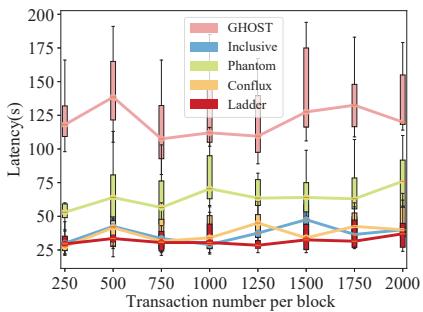 200
175
150
125
100
75
50
25
Latency(s)
GHOST
Inclusive
Phantom
Conflux
Ladder
250 500 750 1000 1250 1500 1750 2000
Transaction number per block